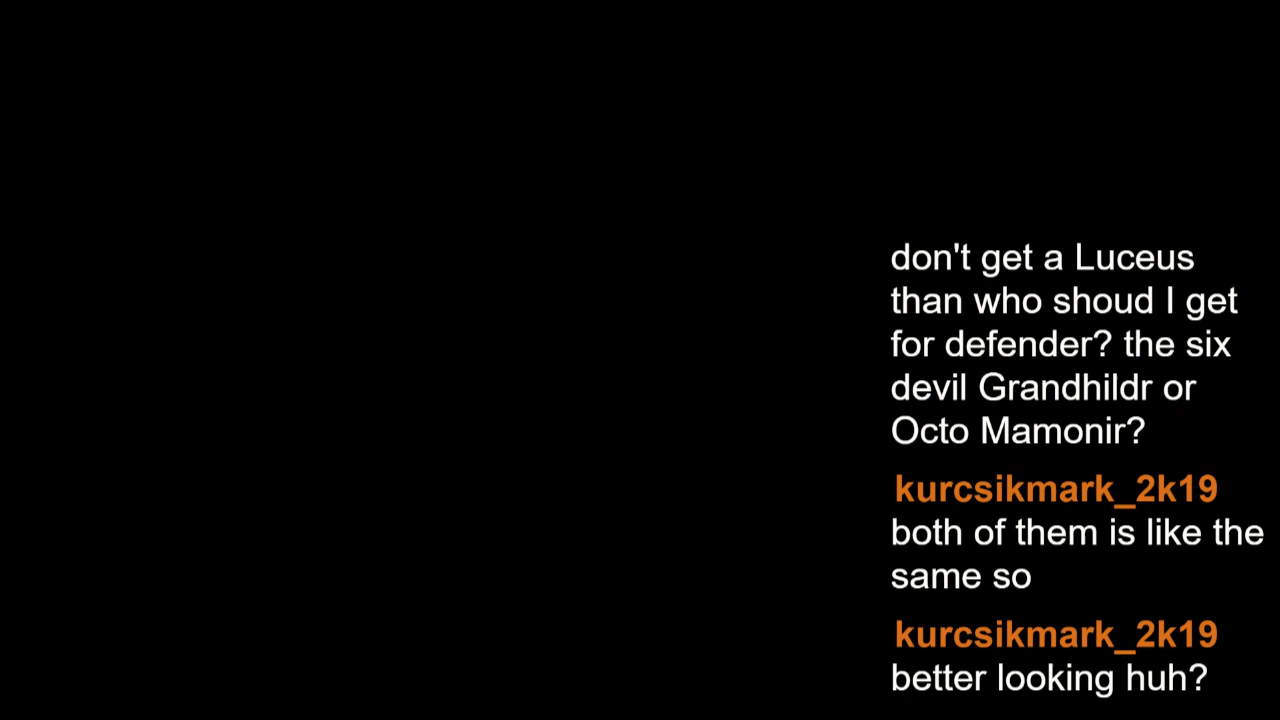 don't get a Luceus
than who shoud I get
for defender? the six
devil Grandhildr or
Octo Mamonir?
kurcsikmark_2k19
both of them is like the
same so
kurcsikmark_2k19
better looking huh?